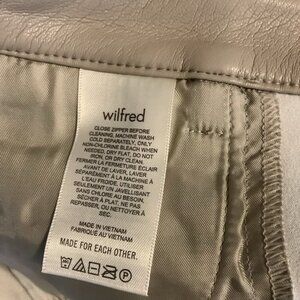 wilfred
CLOSE ZIPPER BEFORE
CLEANING, MACHINE WASH
COLD SEPARATELY, ONLY
NON-CHLORINE BLEACH WHEN
NEEDED, DRY FLAT, DO NOT
IRON, OR DRY CLEAN.
FERMER LA FERMETURE ÉCLAIR
AVANT LE LAVAGE, LAVER
SÉPARÉMENT À LA MACHINE À
L'EAU FROIDE, UTILISER
SEULEMENT UN JAVELLISANT
SANS CHLORE AU BESOIN,
SÉCHER À PLAT, NE PAS
REPASSER, OU NETTOYER À
SEC.
MADE IN VIETNAM
FABRIQUÉ AU VIETNAM
MADE FOR EACH OTHER.
P